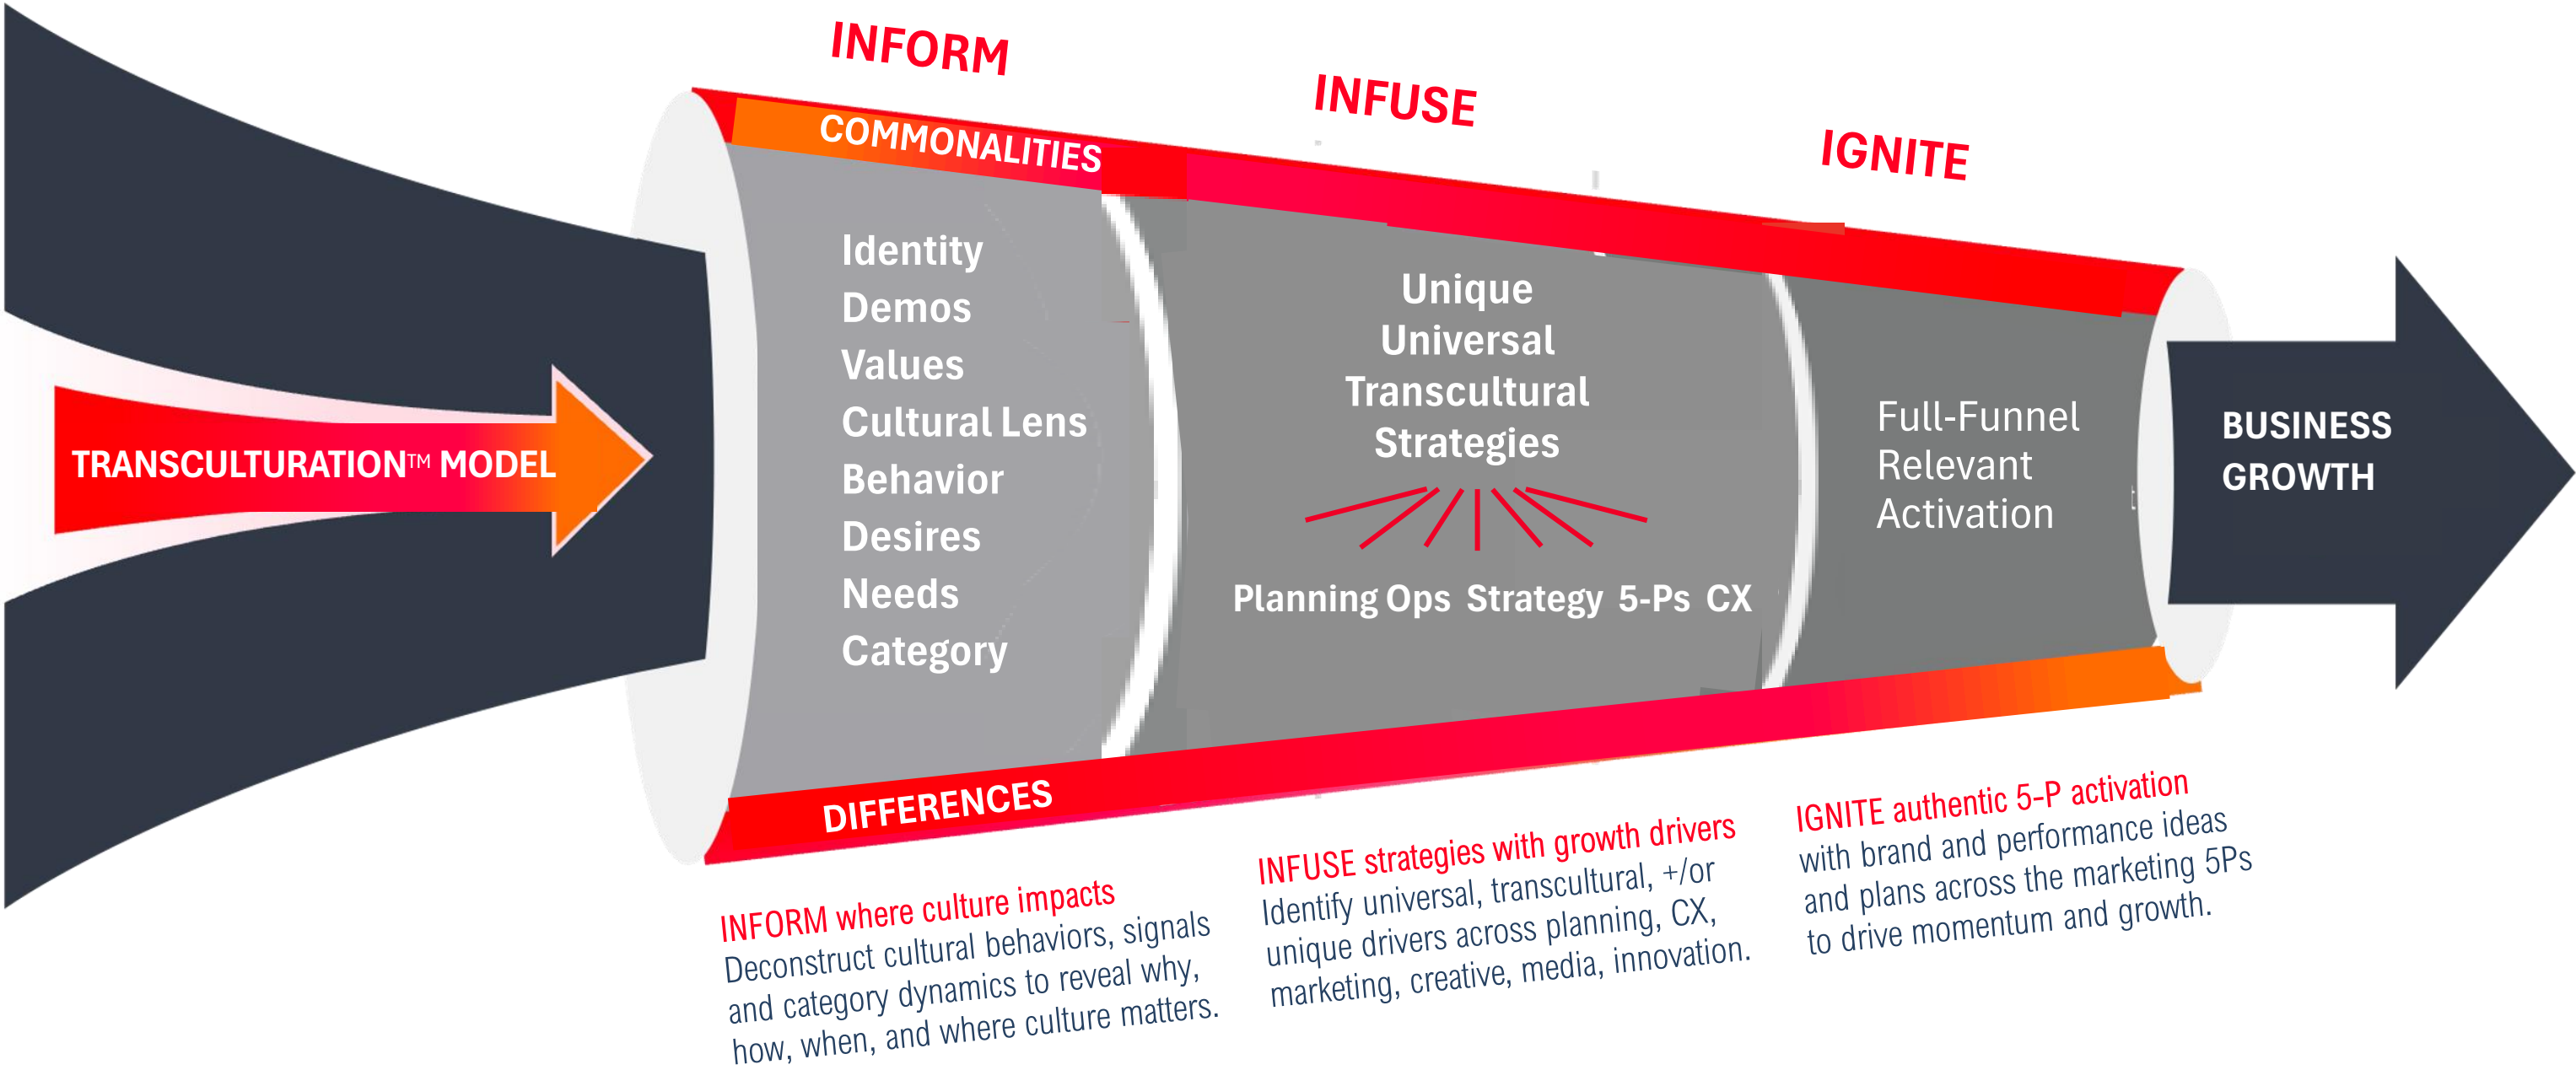 INFORM
INFUSE
IGNITE
COMMONALITIES
TRANSCULTURATION™ MODEL
Identity
Demos
Values
Cultural Lens
Behavior
Desires
Needs
Category
Unique
Universal
Transcultural
Strategies
Planning Ops Strategy 5-Ps CX
Full-Funnel
Relevant
Activation
BUSINESS
GROWTH
DIFFERENCES
INFORM where culture impacts
Deconstruct cultural behaviors, signals
and category dynamics to reveal why,
how, when, and where culture matters.
INFUSE strategies with growth drivers
Identify universal, transcultural, +/or
unique drivers across planning, CX,
marketing, creative, media, innovation.
IGNITE authentic 5-P activation
with brand and performance ideas
and plans across the marketing 5Ps
to drive momentum and growth.